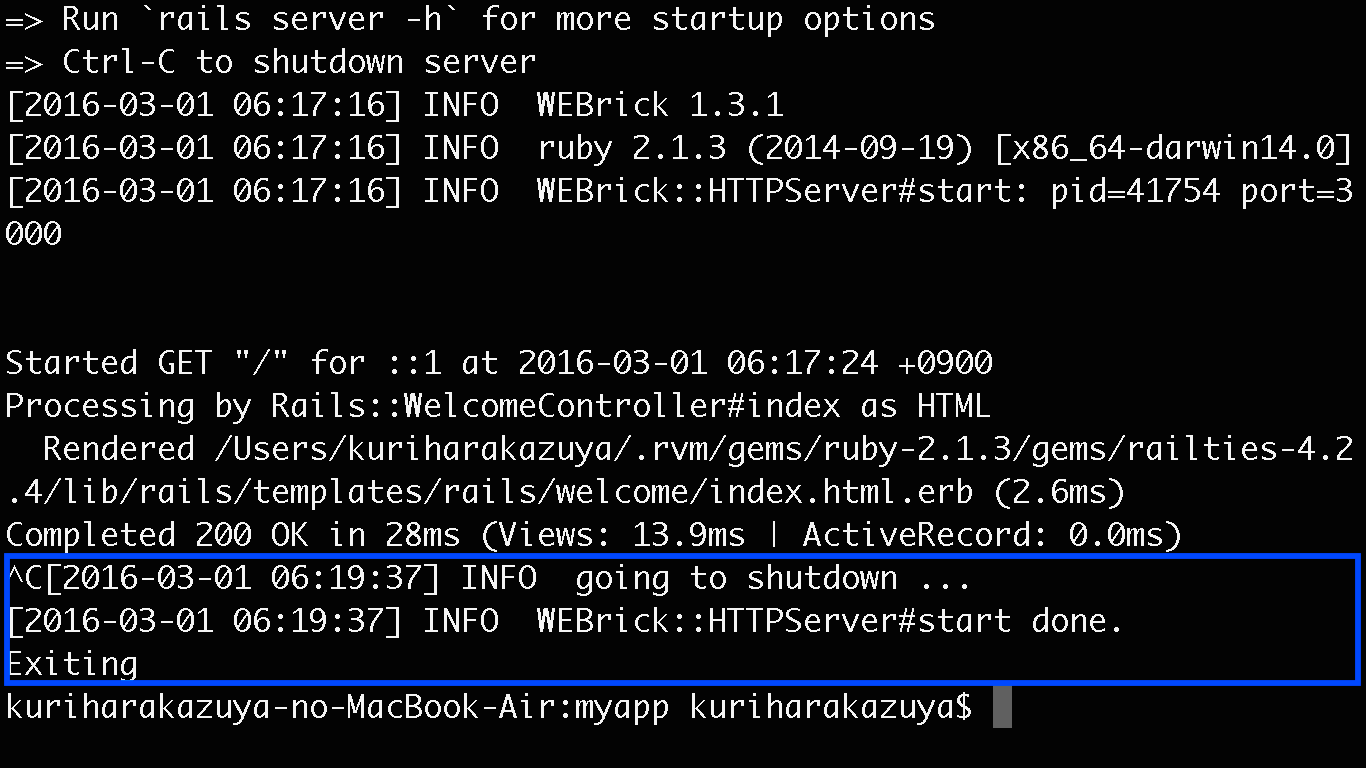 => Run `rails server -h` for more startup options
=> Ctrl-C to shutdown server
[2016-03-01 06:17:16] INFO  WEBrick 1.3.1
[2016-03-01 06:17:16] INFO  ruby 2.1.3 (2014-09-19) [x86_64-darwin14.0]
[2016-03-01 06:17:16] INFO  WEBrick::HTTPServer#start: pid=41754 port=3
000
Started GET "/" for ::1 at 2016-03-01 06:17:24 +0900
Processing by Rails::WelcomeController#index as HTML
  Rendered /Users/kuriharakazuya/.rvm/gems/ruby-2.1.3/gems/railties-4.2
.4/lib/rails/templates/rails/welcome/index.html.erb (2.6ms)
Completed 200 OK in 28ms (Views: 13.9ms | ActiveRecord: 0.0ms)
^C[2016-03-01 06:19:37] INFO  going to shutdown ...
[2016-03-01 06:19:37] INFO  WEBrick::HTTPServer#start done.
Exiting
kuriharakazuya-no-MacBook-Air:myapp kuriharakazuya$